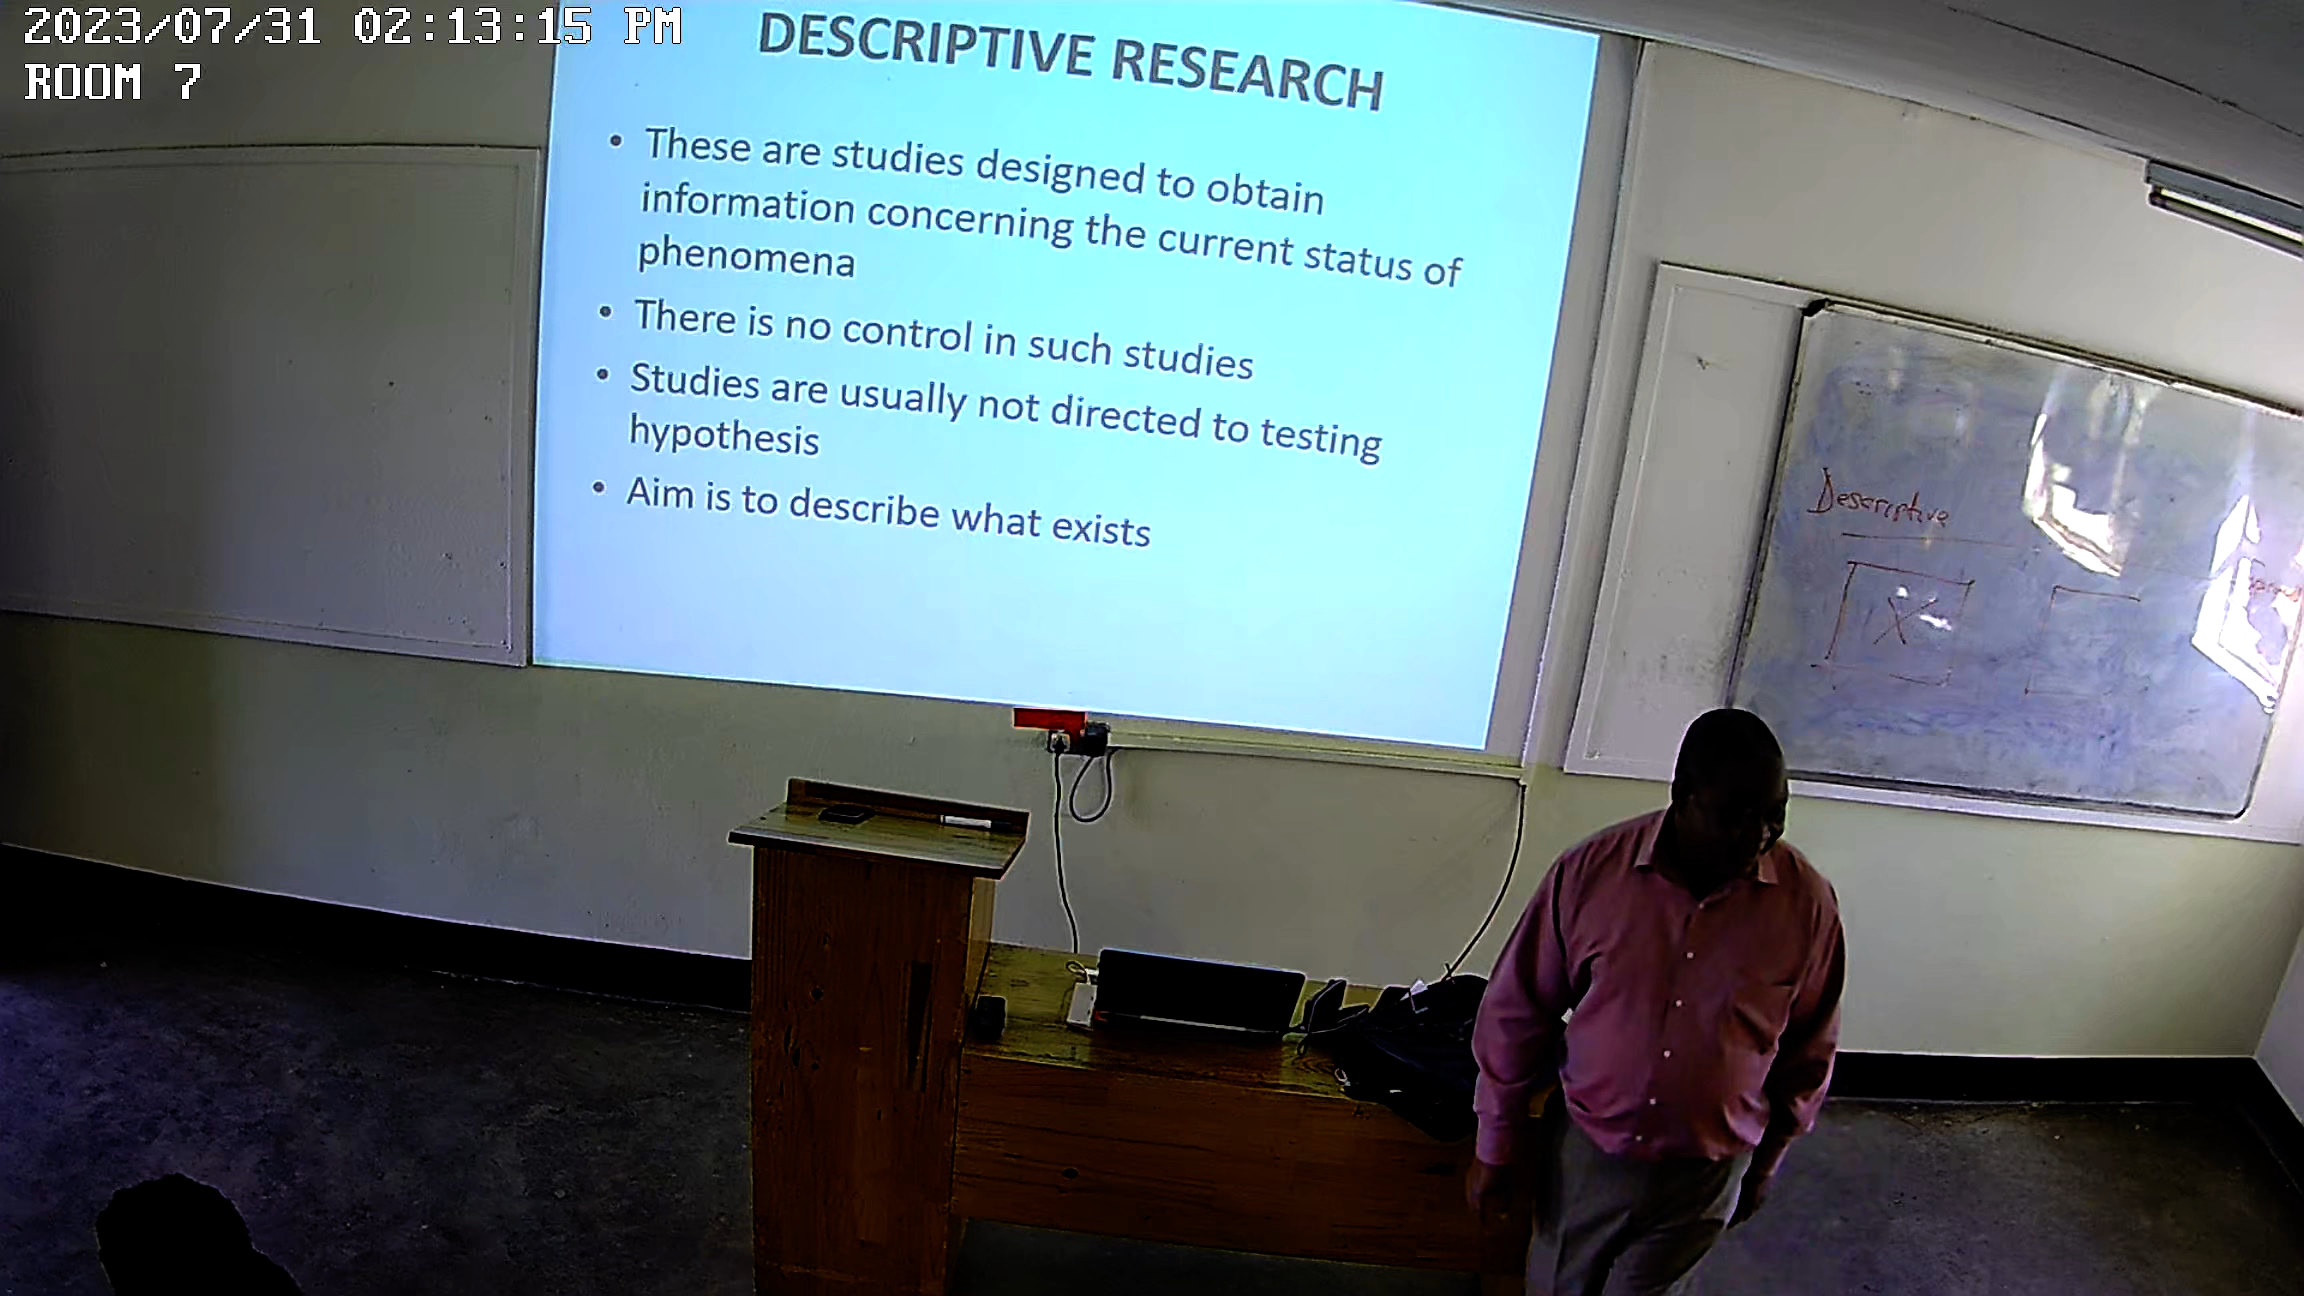 2023/07/31 02:13:15 PM
ROOM 7
DESCRIPTIVE RESEARCH
• These are studies designed to obtain
information concerning the current status of
phenomena
• There is no control in such studies
• Studies are usually not directed to testing
hypothesis
• Aim is to describe what exists
Descriptive
X